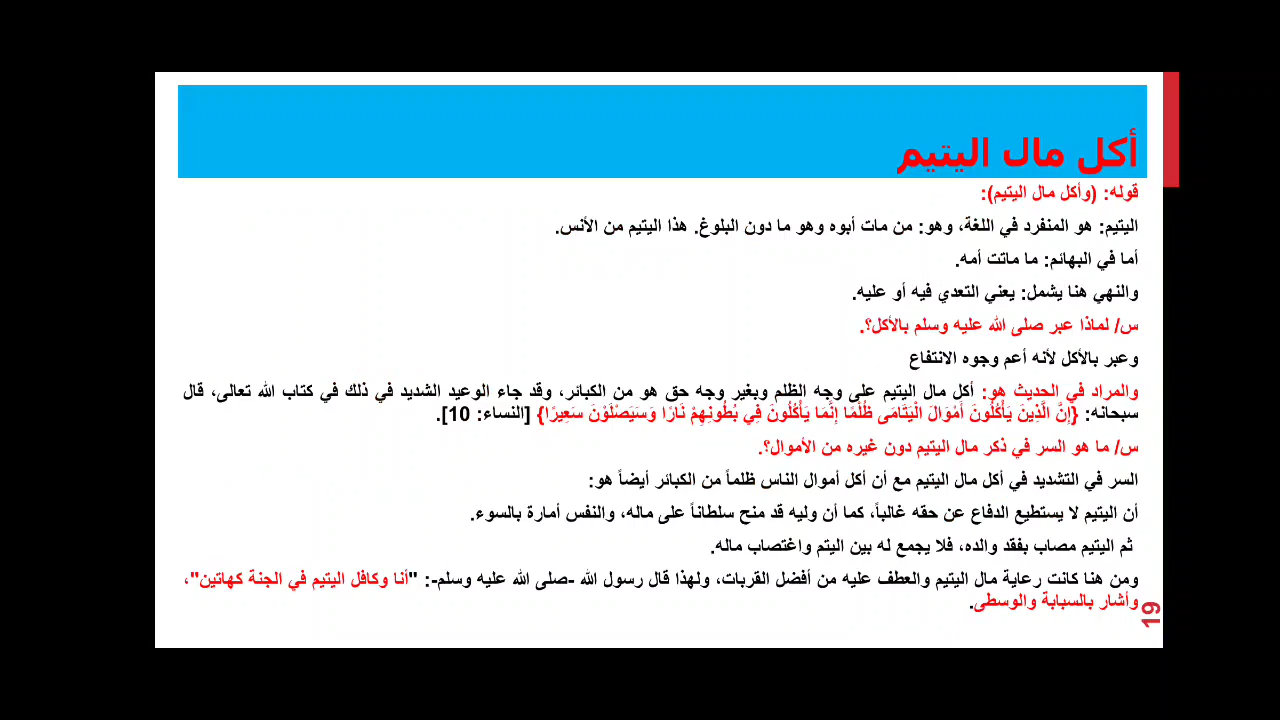 أكل مال اليتيم
قوله: (وأكل مال اليتيم):
اليتيم: هو المنفرد في اللغة، وهو: من مات أبوه وهو ما دون البلوغ. هذا اليتيم من الأنس.
أما في البهائم: ما ماتت أمه.
والنهي هنا يشمل: يعني التعدي فيه أو عليه.
س/ لماذا عبر صلى الله عليه وسلم بالأكل؟.
وعبر بالأكل لأنه أعم وجوه الانتفاع
والمراد في الحديث هو: أكل مال اليتيم على وجه الظلم وبغير وجه حق هو من الكبائر، وقد جاء الوعيد الشديد في ذلك في كتاب الله تعالى، قال
سبحانه: {إِنَّ الَّذِينَ يَأْكُلُونَ أَمْوَالَ الْيَتَامَى ظُلْمًا إِنَّمَا يَأْكُلُونَ فِي بُطُونِهِمْ نَارًا وَسَيَصْلَوْنَ سَعِيرًا} [النساء: 10].
س/ ما هو السر في ذكر مال اليتيم دون غيره من الأموال؟.
السر في التشديد في أكل مال اليتيم مع أن أكل أموال الناس ظلماً من الكبائر أيضاً هو:
أن اليتيم لا يستطيع الدفاع عن حقه غالباً، كما أن وليه قد منح سلطاناً على ماله، والنفس أمارة بالسوء.
ثم اليتيم مصاب بفقد والده، فلا يجمع له بين اليتم واغتصاب ماله.
ومن هنا كانت رعاية مال اليتيم والعطف عليه من أفضل القربات، ولهذا قال رسول الله -صلى الله عليه وسلم-: "أنا وكافل اليتيم في الجنة كهاتين"،
وأشار بالسبابة والوسطى.
19